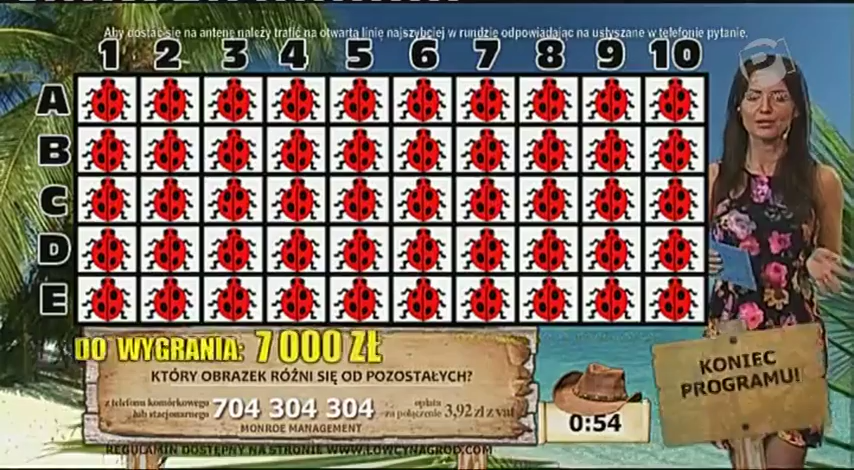 Aby dostać się na antenę należy trafić na otwartą linię najszybciej w rundzie odpowiadając na usłyszane w telefonie pytanie.
1 2 3 4 5 6 7 8 9 10
A
B
C
D
E
DO WYGRANIA: 7 000 ZŁ
KTÓRY OBRAZEK RÓŻNI SIĘ OD POZOSTAŁYCH?
z telefonu komórkowego lub stacjonarnego 704 304 304 opłata za połączenie 3,92 zł z vat
MONROE MANAGEMENT
0:54
KONIEC
PROGRAMU!
REGULAMIN DOSTĘPNY NA STRONIE WWW.LOWCYNAGROD.COM